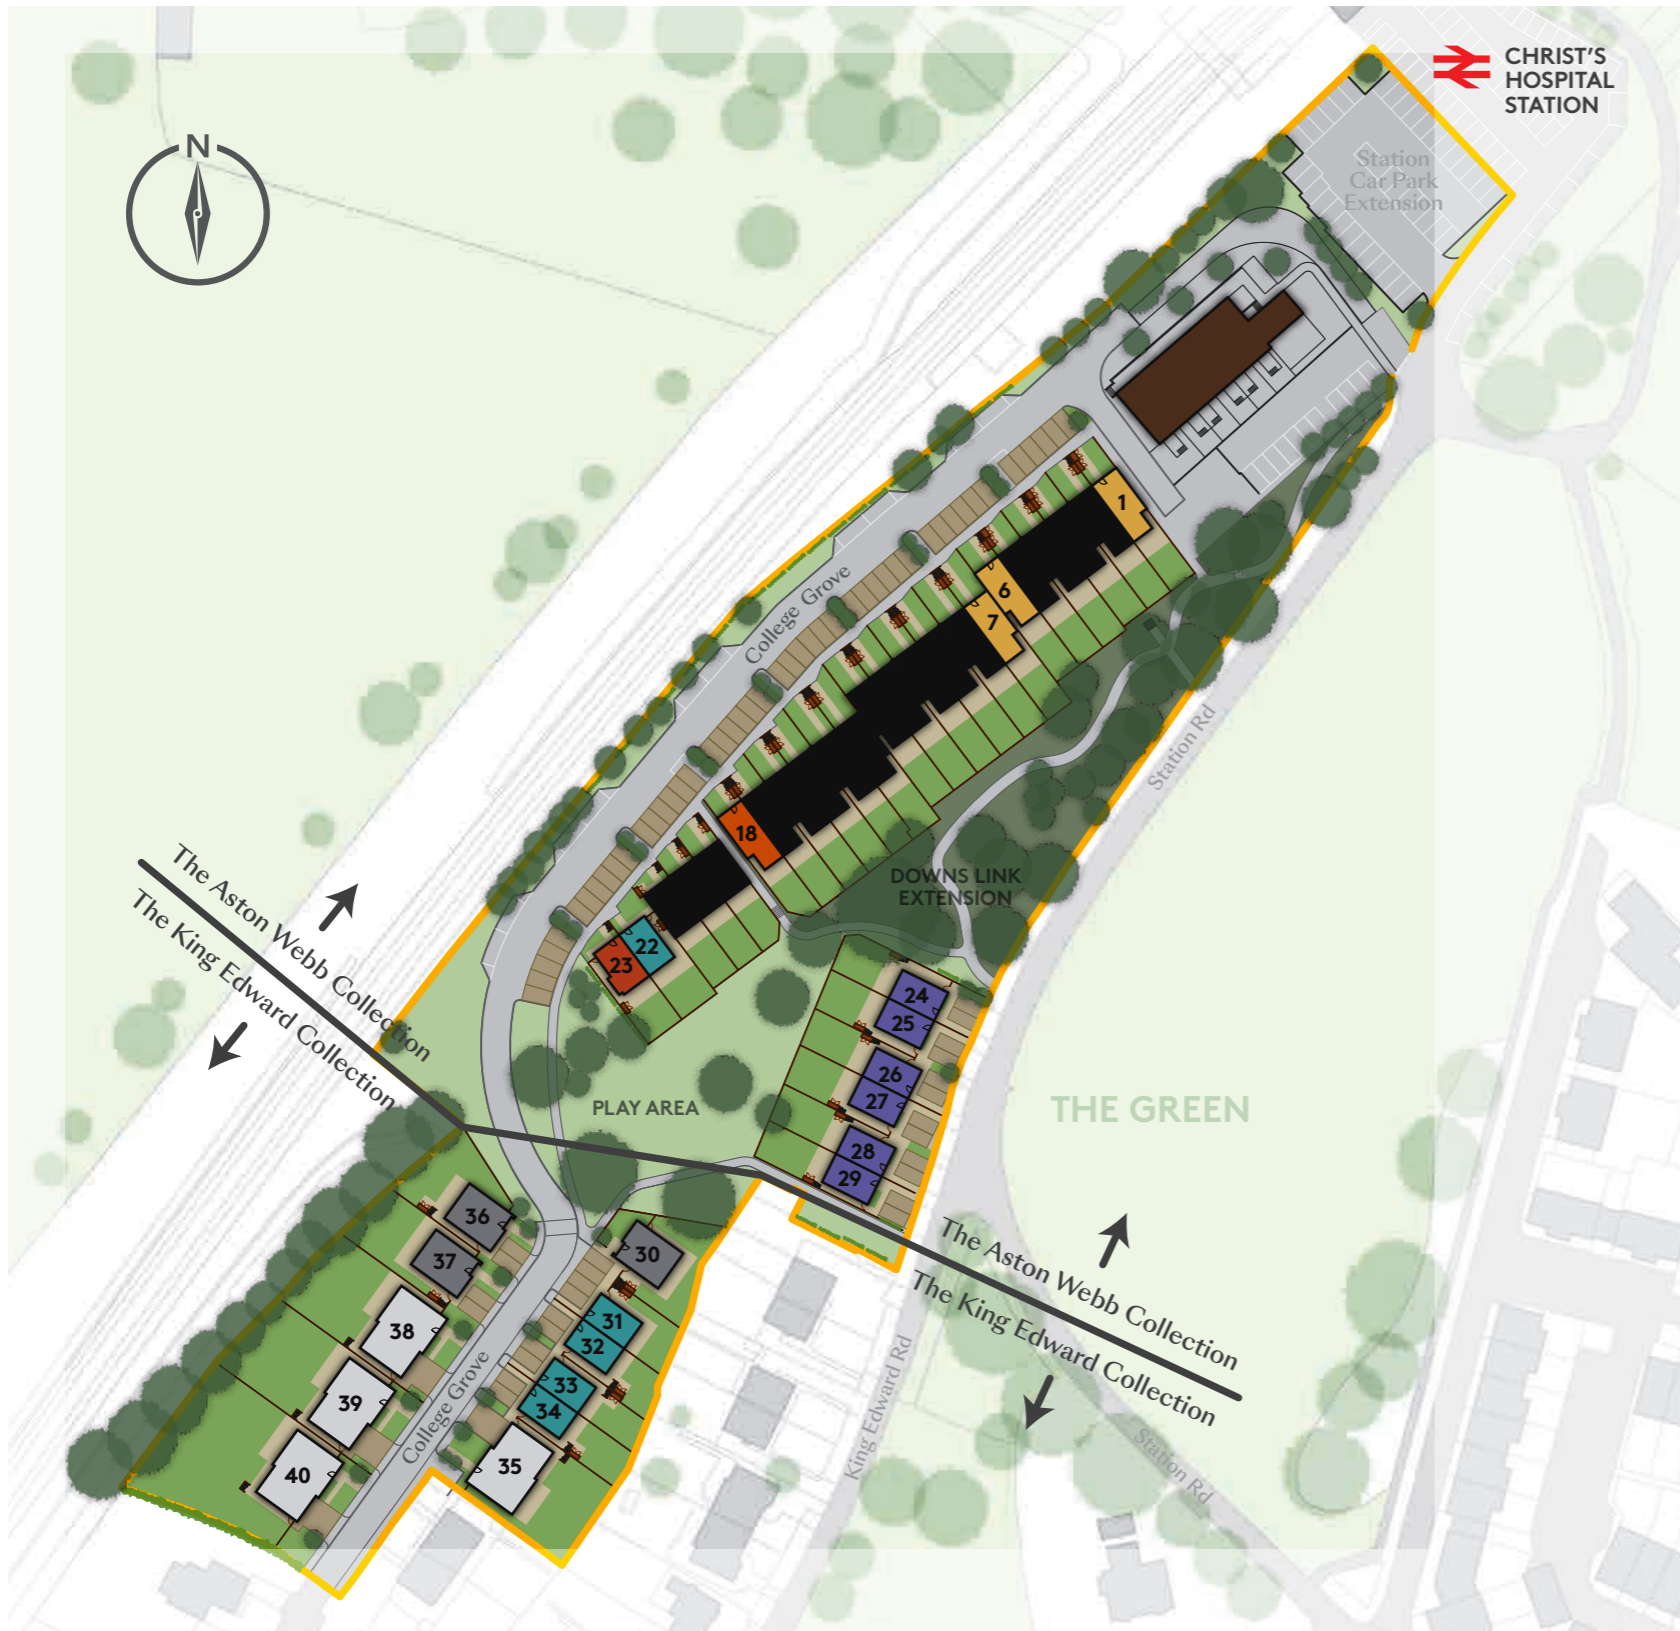 CHRIST'S
HOSPITAL
STATION
N
Station
Car Park
Extension
1
6
7
College Grove
Station Rd
18
DOWNS LINK
EXTENSION
22
23
The Aston Webb Collection
The King Edward Collection
24
25
26
27
28
29
PLAY AREA
THE GREEN
36
37
38
39
40
30
31
32
33
34
35
College Grove
King Edward Rd
The Aston Webb Collection
The King Edward Collection
Station Rd